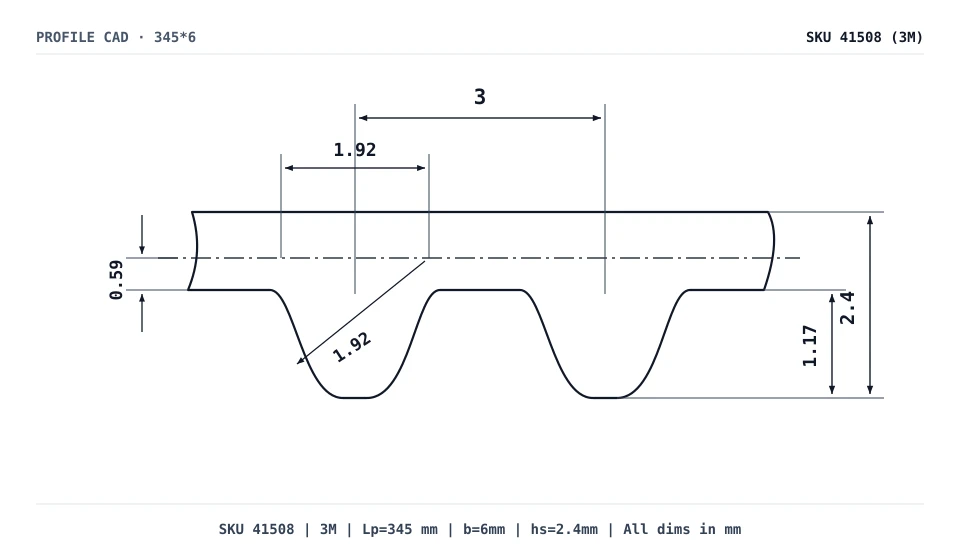 PROFILE CAD · 345*6
SKU 41508 (3M)
3
1.92
0.59
1.92
1.17
2.4
SKU 41508 | 3M | Lp=345 mm | b=6mm | hs=2.4mm | All dims in mm